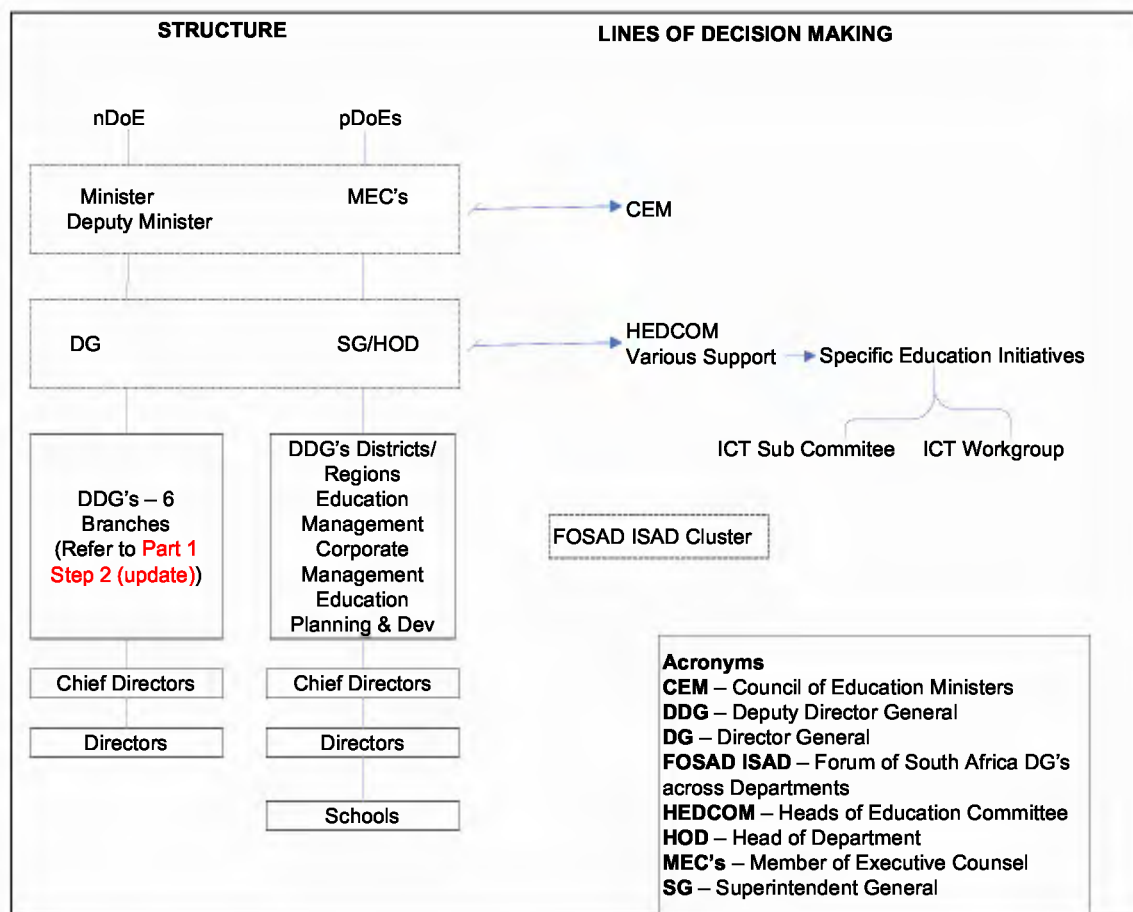 STRUCTURE
LINES OF DECISION MAKING
nDoE
pDoEs
Minister
Deputy Minister
MEC's
CEM
DG
SG/HOD
HEDCOM
Various Support
Specific Education Initiatives
ICT Sub Commitee
ICT Workgroup
DDG's – 6
Branches
(Refer to Part 1
Step 2 (update))
DDG's Districts/
Regions
Education
Management
Corporate
Management
Education
Planning & Dev
FOSAD ISAD Cluster
Chief Directors
Chief Directors
Directors
Directors
Schools
Acronyms
CEM – Council of Education Ministers
DDG – Deputy Director General
DG – Director General
FOSAD ISAD – Forum of South Africa DG's
across Departments
HEDCOM – Heads of Education Committee
HOD – Head of Department
MEC's – Member of Executive Counsel
SG – Superintendent General